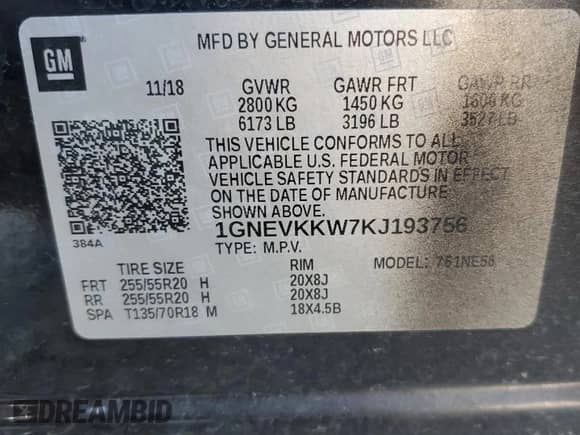 GM
MFD BY GENERAL MOTORS LLC
11/18 GVWR GAWR FRT GAWR RR
2800 KG 1450 KG 1600 KG
6173 LB 3196 LB 3527 LB
THIS VEHICLE CONFORMS TO ALL
APPLICABLE U.S. FEDERAL MOTOR
VEHICLE SAFETY STANDARDS IN EFFECT
ON THE DATE OF MANUFACTURE
SHOWN ABOVE.
384A
1GNEVKKW7KJ193756
TYPE: M.P.V. MODEL: 761NE56
TIRE SIZE RIM
FRT 255/55R20 H 20X8J
RR 255/55R20 H 20X8J
SPA T135/70R18 M 18X4.5B
DREAMBID